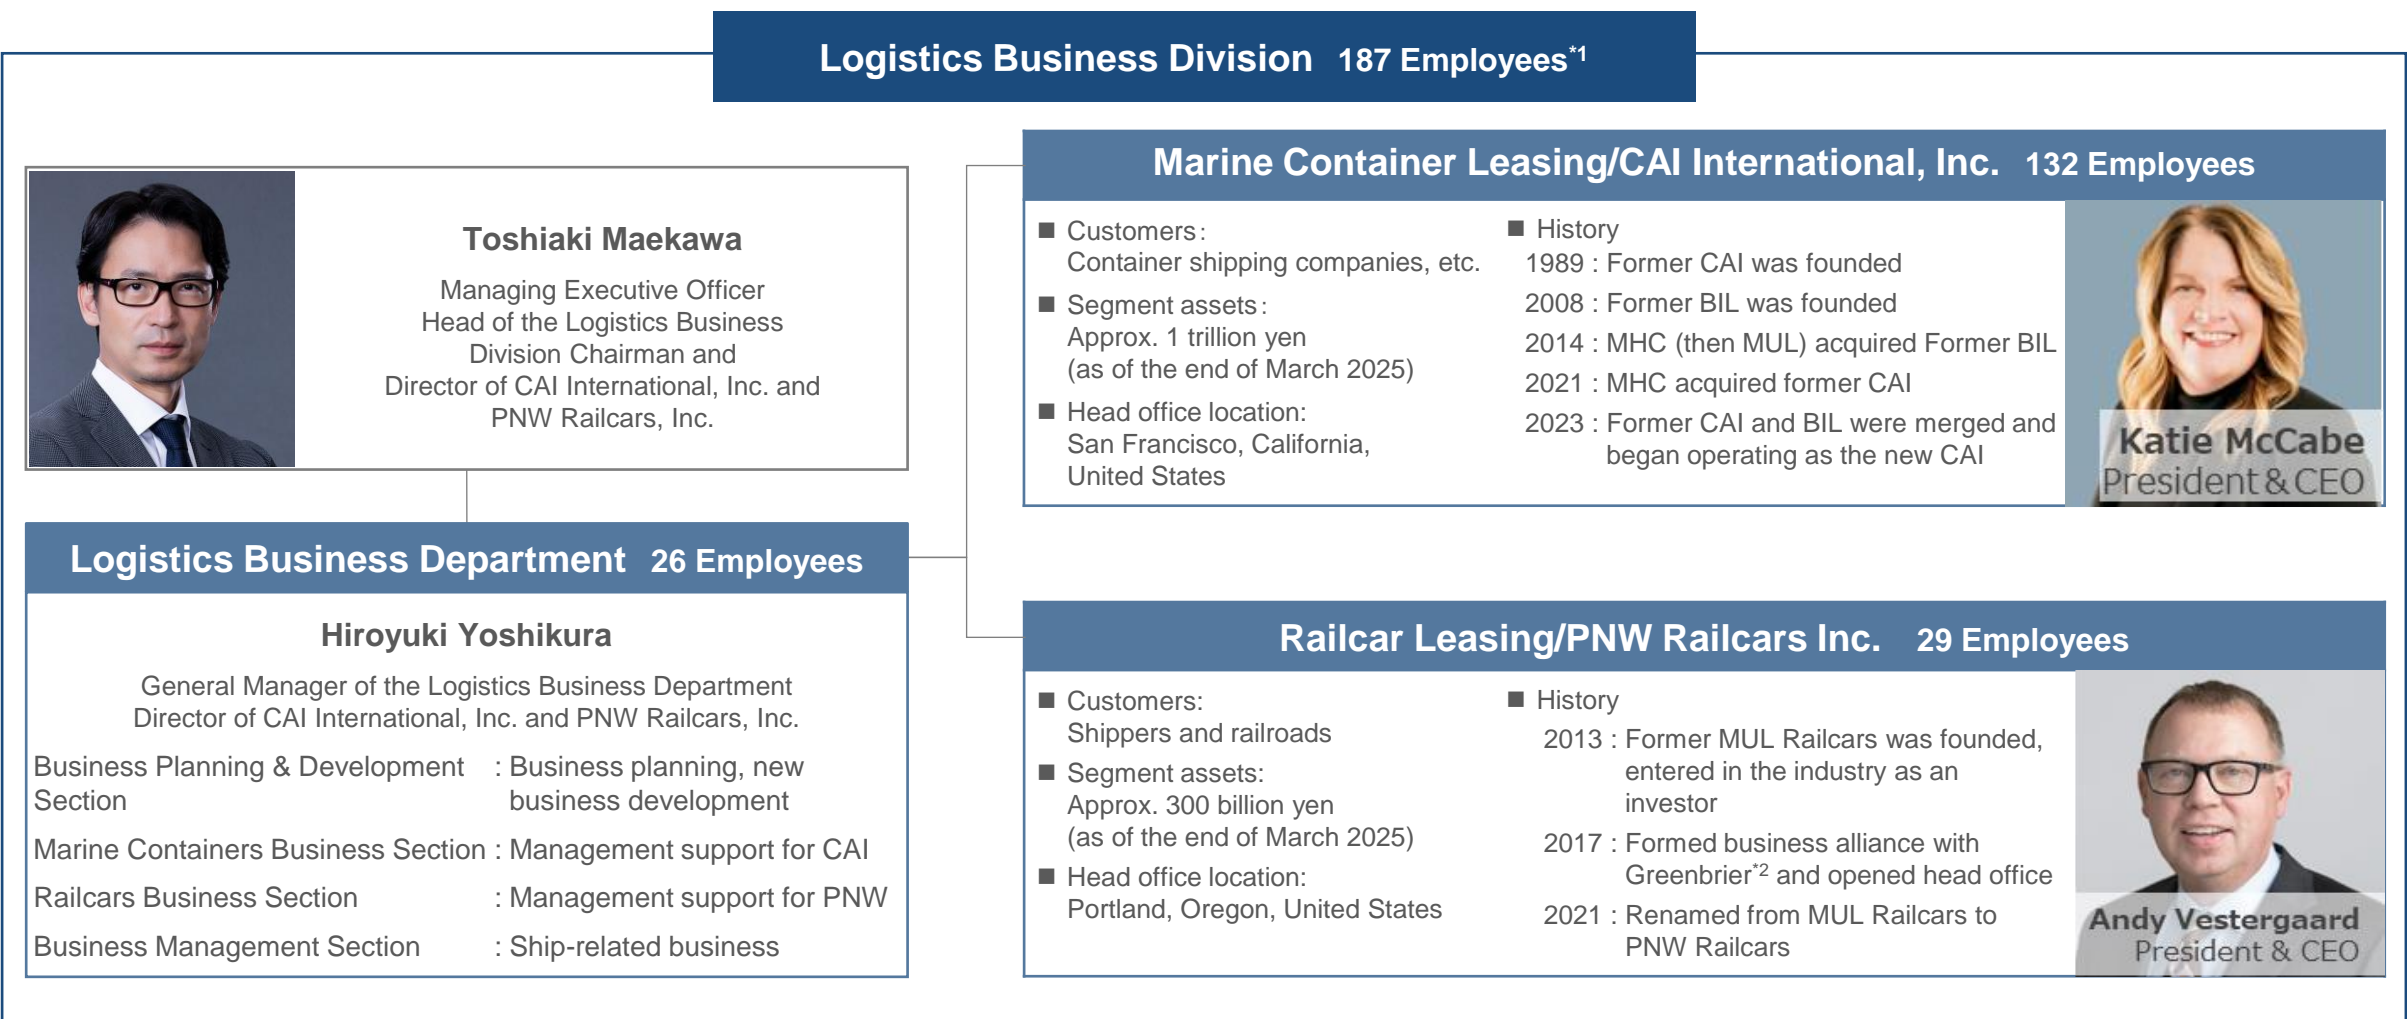 Logistics Business Division 187 Employees*1
Toshiaki Maekawa
Managing Executive Officer
Head of the Logistics Business
Division Chairman and
Director of CAI International, Inc. and
PNW Railcars, Inc.
Logistics Business Department 26 Employees
Hiroyuki Yoshikura
General Manager of the Logistics Business Department
Director of CAI International, Inc. and PNW Railcars, Inc.
Business Planning & Development : Business planning, new
Section business development
Marine Containers Business Section : Management support for CAI
Railcars Business Section : Management support for PNW
Business Management Section : Ship-related business
Marine Container Leasing/CAI International, Inc. 132 Employees
■ Customers:
Container shipping companies, etc.
■ Segment assets:
Approx. 1 trillion yen
(as of the end of March 2025)
■ Head office location:
San Francisco, California,
United States
■ History
1989 : Former CAI was founded
2008 : Former BIL was founded
2014 : MHC (then MUL) acquired Former BIL
2021 : MHC acquired former CAI
2023 : Former CAI and BIL were merged and
began operating as the new CAI
Katie McCabe
President & CEO
Railcar Leasing/PNW Railcars Inc. 29 Employees
■ Customers:
Shippers and railroads
■ Segment assets:
Approx. 300 billion yen
(as of the end of March 2025)
■ Head office location:
Portland, Oregon, United States
■ History
2013 : Former MUL Railcars was founded,
entered in the industry as an
investor
2017 : Formed business alliance with
Greenbrier*2 and opened head office
2021 : Renamed from MUL Railcars to
PNW Railcars
Andy Vestergaard
President & CEO